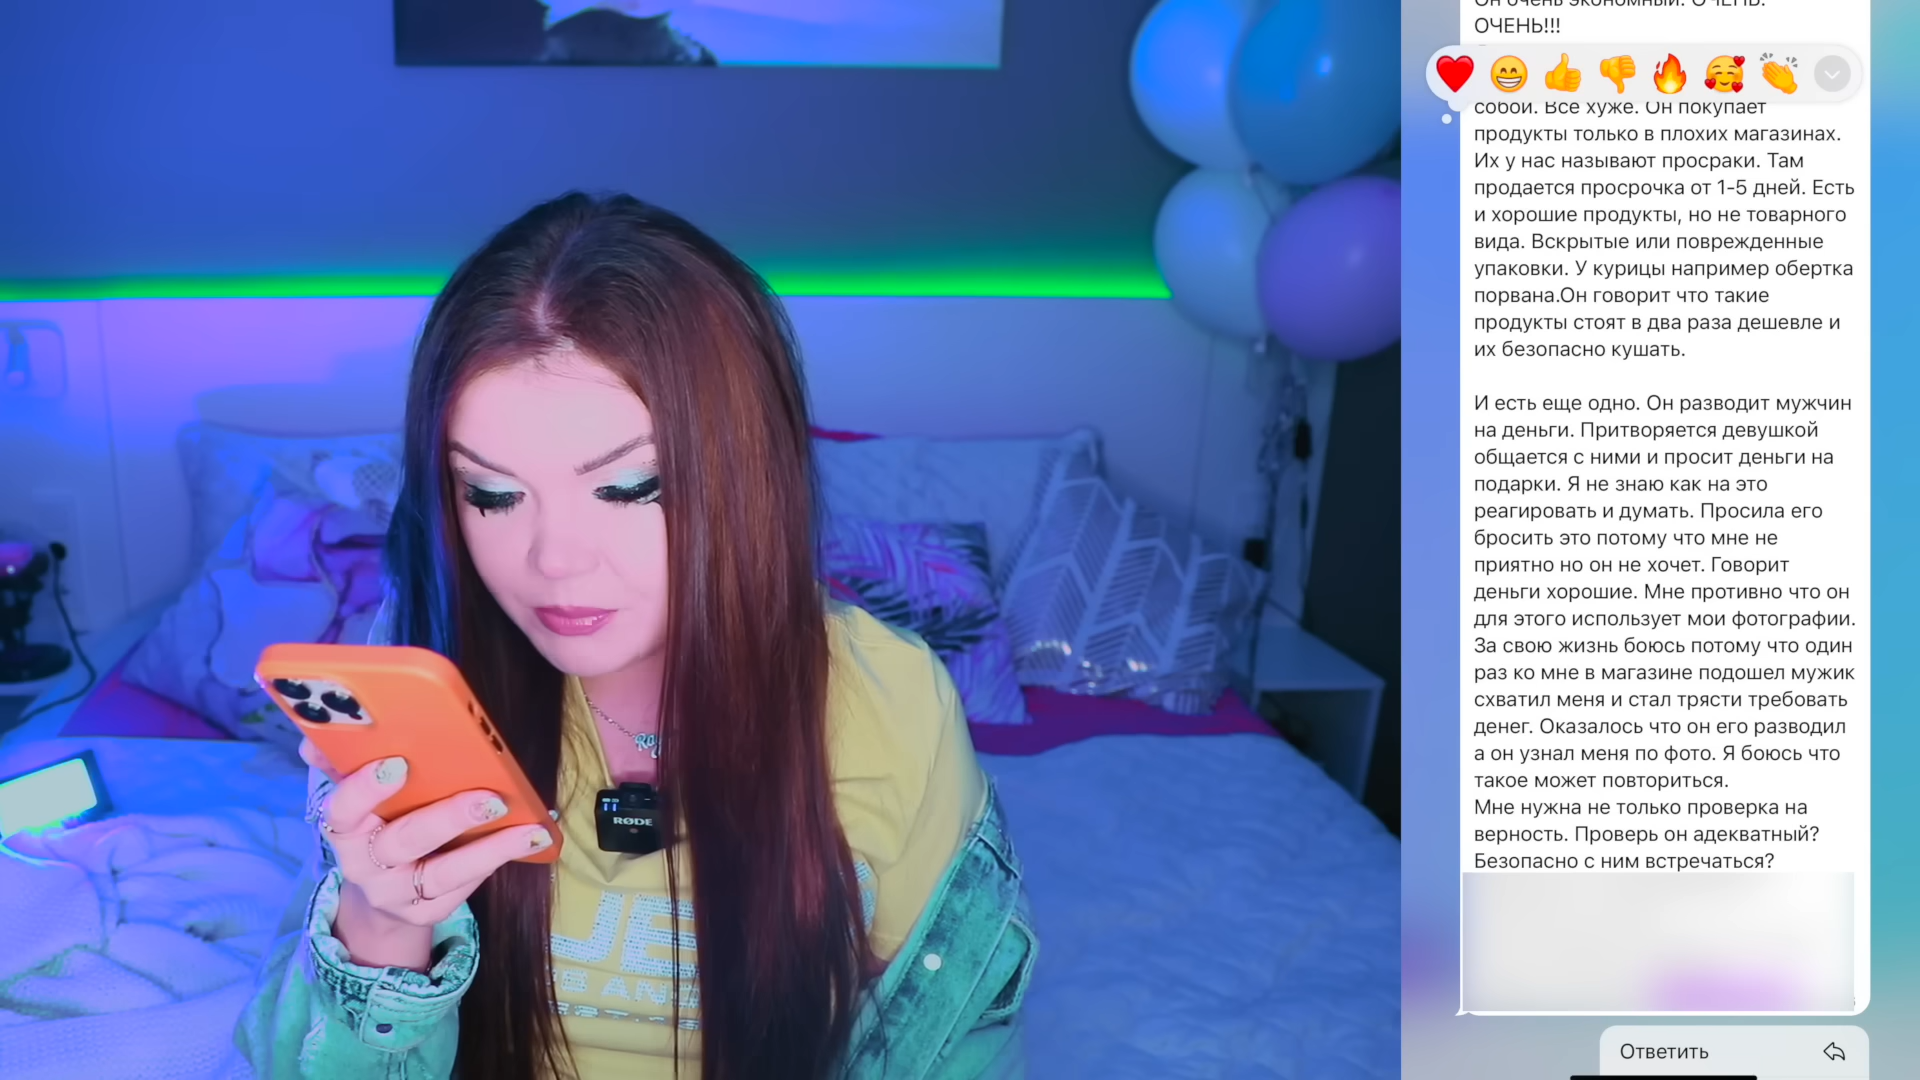 Он очень экономный. ОЧЕНЬ.
ОЧЕНЬ!!!
собой. Все хуже. Он покупает
продукты только в плохих магазинах.
Их у нас называют просраки. Там
продается просрочка от 1-5 дней. Есть
и хорошие продукты, но не товарного
вида. Вскрытые или поврежденные
упаковки. У курицы например обертка
порвана.Он говорит что такие
продукты стоят в два раза дешевле и
их безопасно кушать.
И есть еще одно. Он разводит мужчин
на деньги. Притворяется девушкой
общается с ними и просит деньги на
подарки. Я не знаю как на это
реагировать и думать. Просила его
бросить это потому что мне не
приятно но он не хочет. Говорит
деньги хорошие. Мне противно что он
для этого использует мои фотографии.
За свою жизнь боюсь потому что один
раз ко мне в магазине подошел мужик
схватил меня и стал трясти требовать
денег. Оказалось что он его разводил
а он узнал меня по фото. Я боюсь что
такое может повториться.
Мне нужна не только проверка на
верность. Проверь он адекватный?
Безопасно с ним встречаться?
Ответить
RØDE